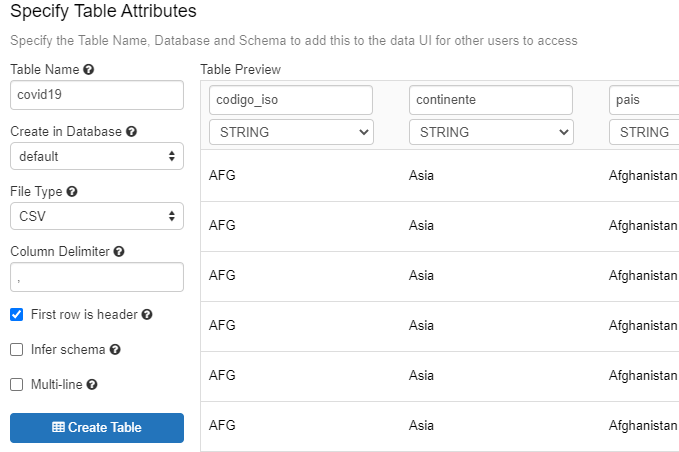 Specify Table Attributes
Specify the Table Name, Database and Schema to add this to the data UI for other users to access
Table Name
covid19
Create in Database
default
File Type
CSV
Column Delimiter
,
First row is header
Infer schema
Multi-line
Create Table
Table Preview
codigo_iso continente pais
STRING STRING STRING
AFG Asia Afghanistan
AFG Asia Afghanistan
AFG Asia Afghanistan
AFG Asia Afghanistan
AFG Asia Afghanistan
AFG Asia Afghanistan